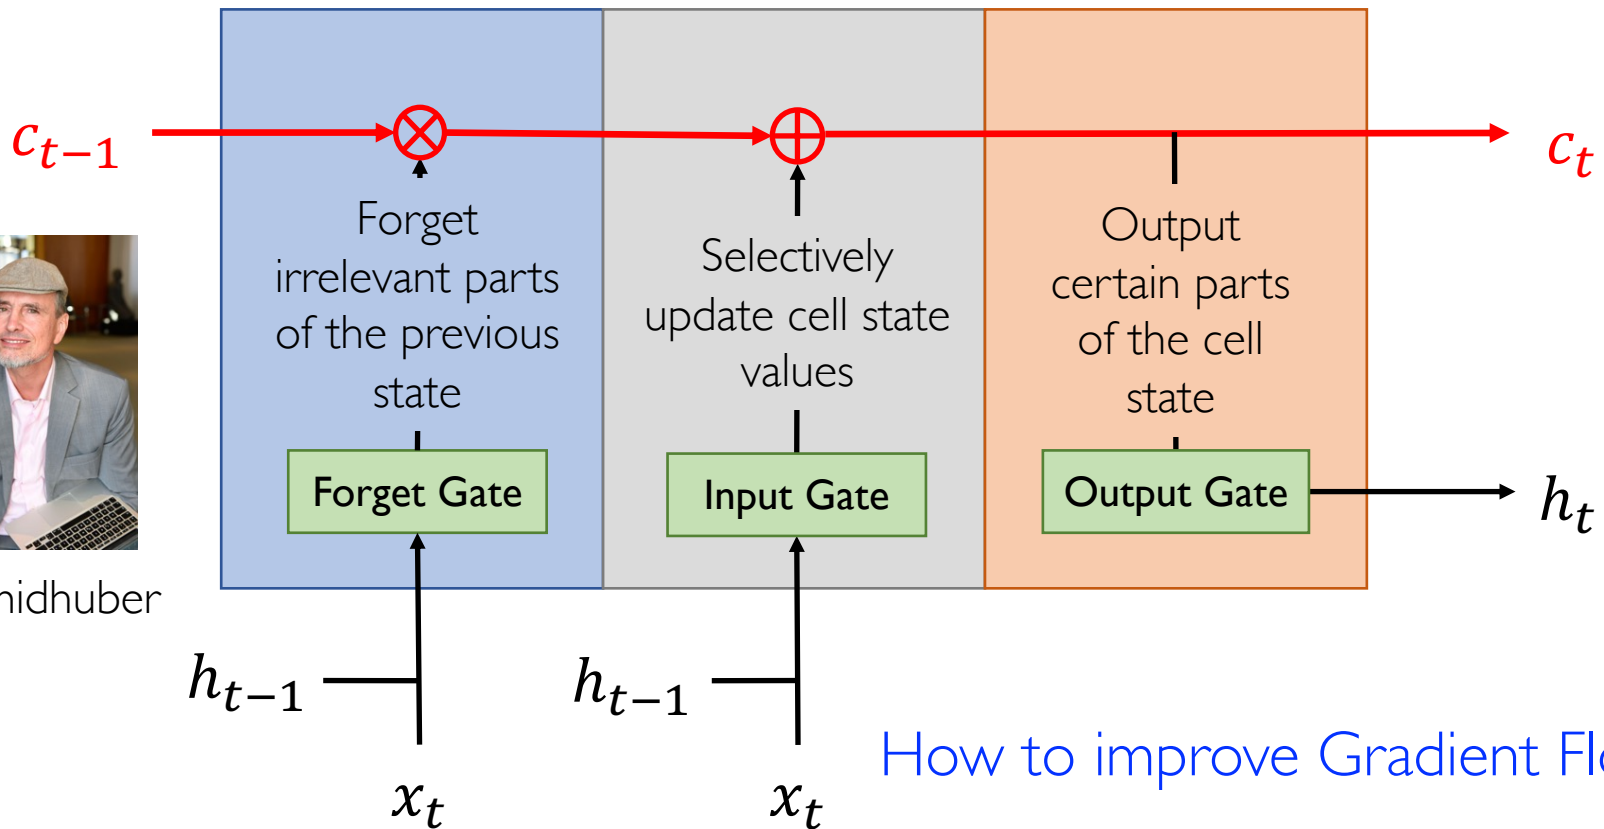 c_{t-1}
c_t
Forget
irrelevant parts
of the previous
state
Selectively
update cell state
values
Output
certain parts
of the cell
state
Forget Gate
Input Gate
Output Gate
h_t
h_{t-1}
h_{t-1}
x_t
x_t
How to improve Gradient